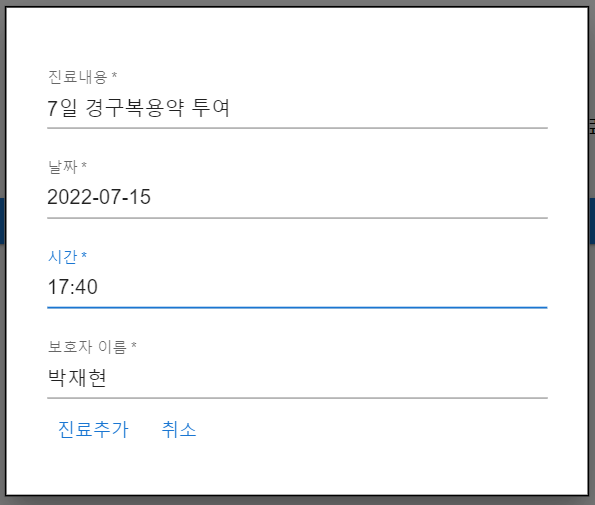 진료내용 *
7일 경구복용약 투여
날짜 *
2022-07-15
시간 *
17:40
보호자 이름 *
박재현
진료추가 취소